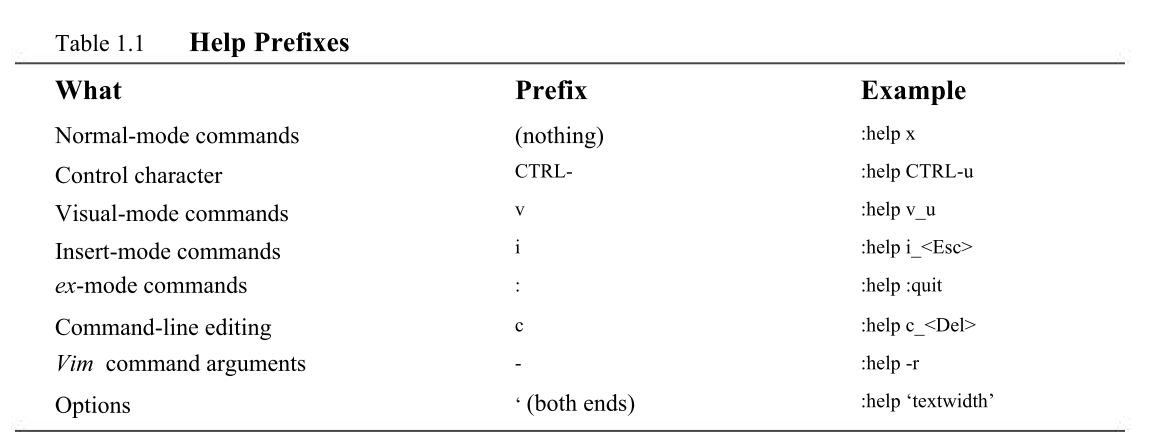 Table 1.1 Help Prefixes
What Prefix Example
Normal-mode commands (nothing) :help x
Control character CTRL- :help CTRL-u
Visual-mode commands v :help v_u
Insert-mode commands i :help i_<Esc>
ex-mode commands : :help :quit
Command-line editing c :help c_<Del>
Vim command arguments - :help -r
Options ‘ (both ends) :help ‘textwidth’